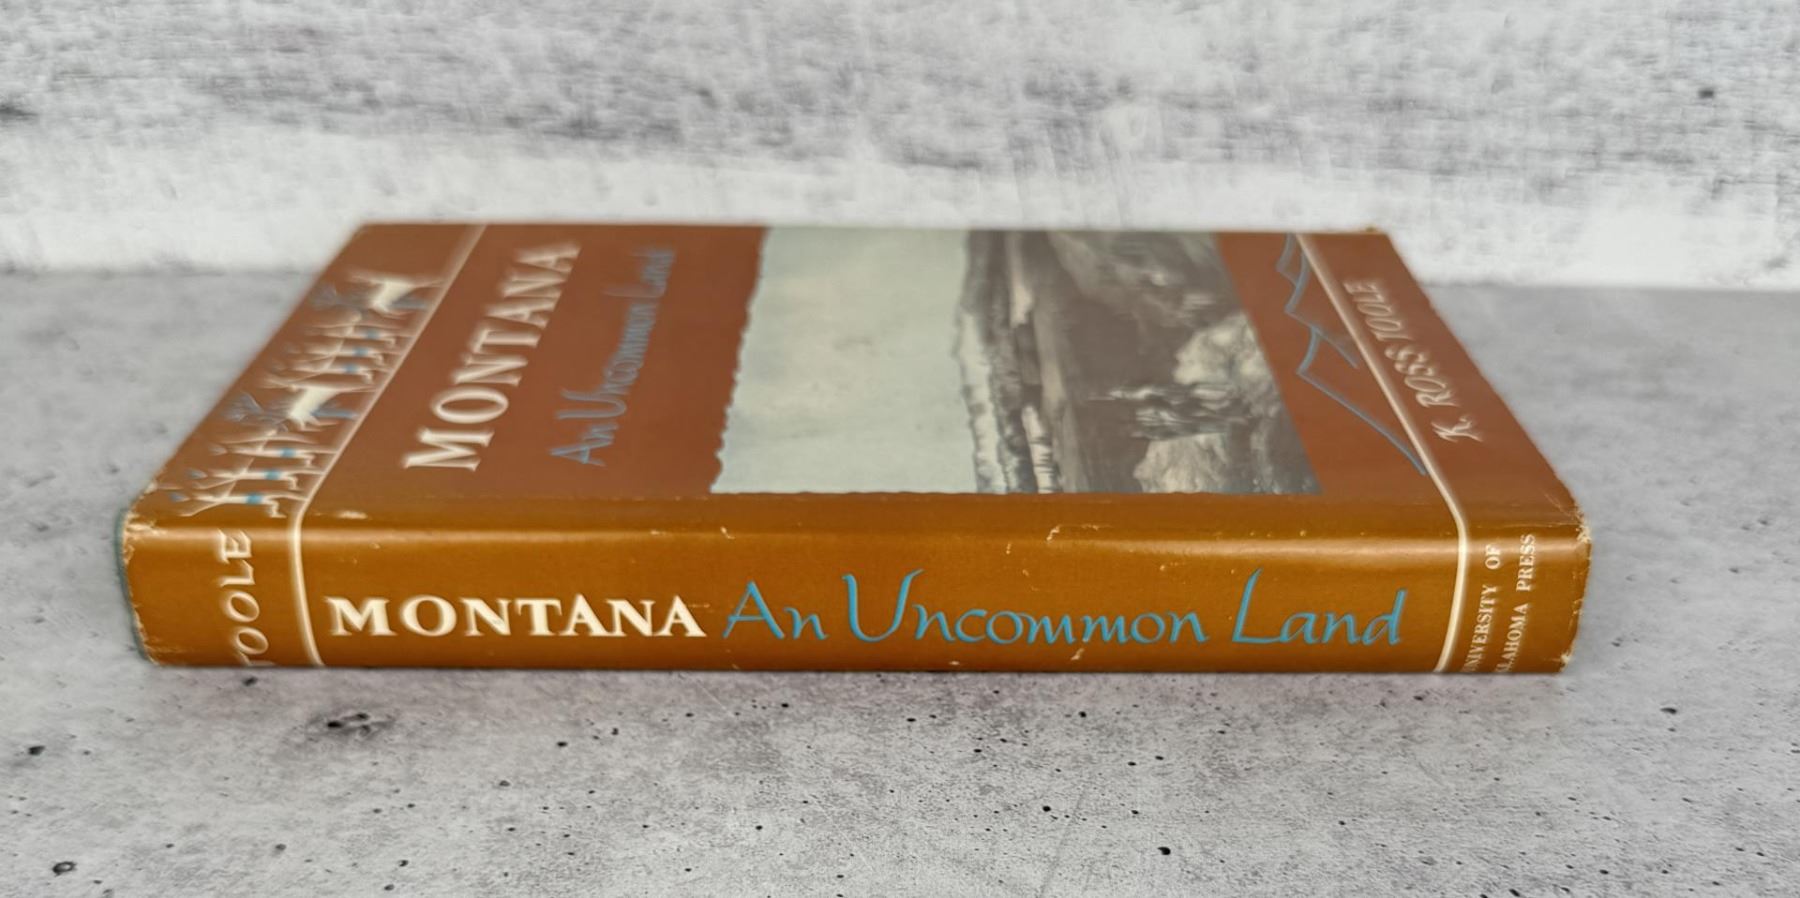 MONTANA
An Uncommon Land
K. ROSS TOOLE
TOOLE
MONTANA An Uncommon Land
UNIVERSITY OF
OKLAHOMA PRESS